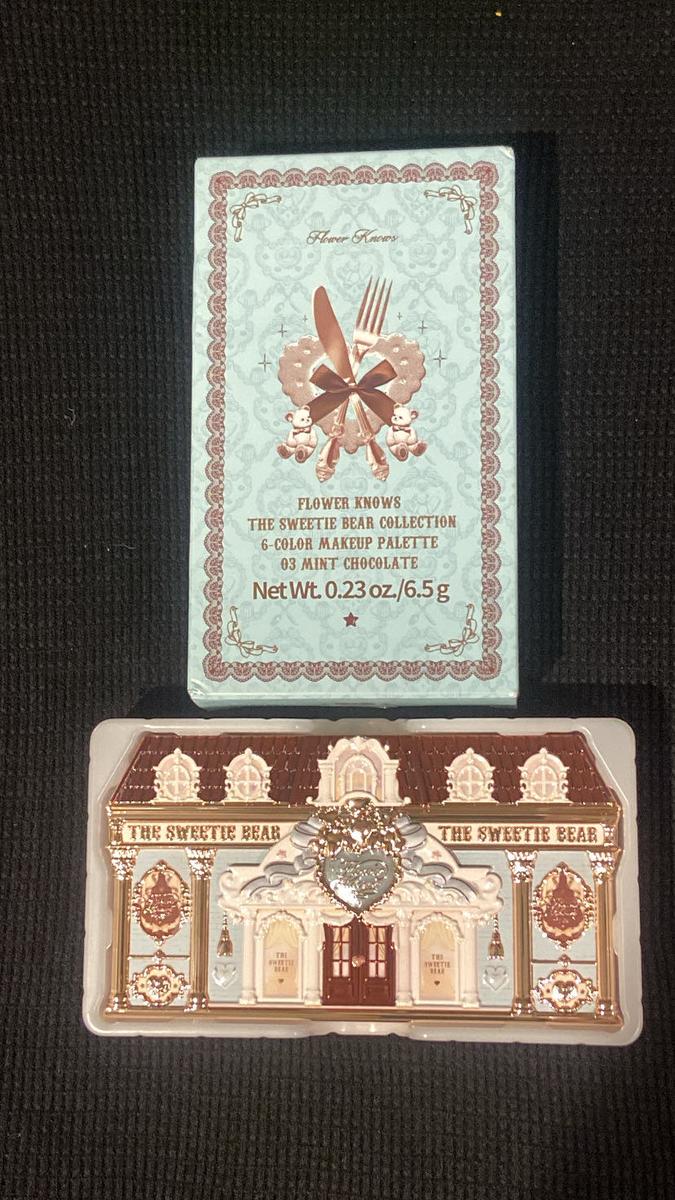 Flower Knows
FLOWER KNOWS
THE SWEETIE BEAR COLLECTION
6-COLOR MAKEUP PALETTE
03 MINT CHOCOLATE
Net Wt. 0.23 oz./6.5 g
THE SWEETIE BEAR
THE SWEETIE BEAR
THE
SWEETIE
BEAR
THE
SWEETIE
BEAR